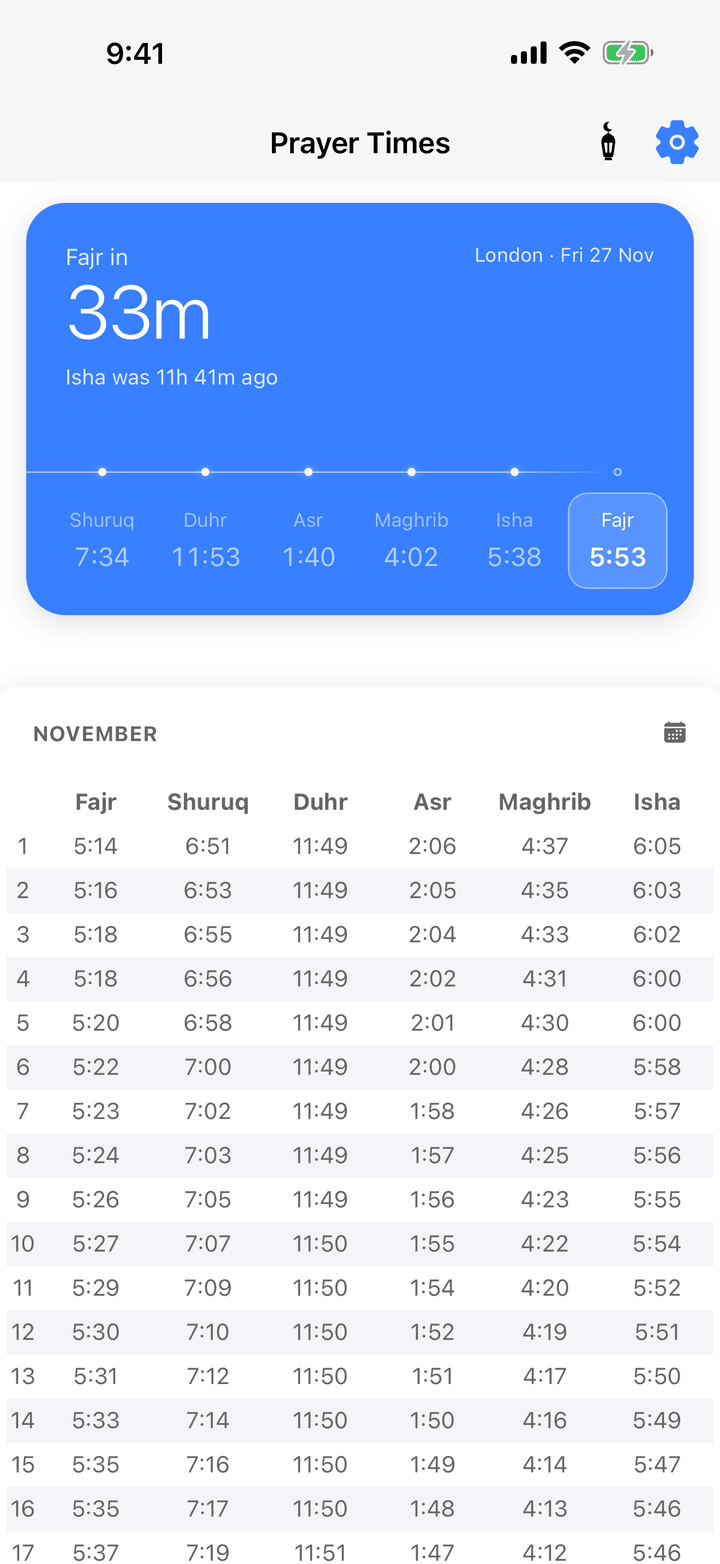 9:41
Prayer Times
Fajr in
London · Fri 27 Nov
33m
Isha was 11h 41m ago
Shuruq Duhr Asr Maghrib Isha Fajr
7:34 11:53 1:40 4:02 5:38 5:53
NOVEMBER
Fajr Shuruq Duhr Asr Maghrib Isha
1 5:14 6:51 11:49 2:06 4:37 6:05
2 5:16 6:53 11:49 2:05 4:35 6:03
3 5:18 6:55 11:49 2:04 4:33 6:02
4 5:18 6:56 11:49 2:02 4:31 6:00
5 5:20 6:58 11:49 2:01 4:30 6:00
6 5:22 7:00 11:49 2:00 4:28 5:58
7 5:23 7:02 11:49 1:58 4:26 5:57
8 5:24 7:03 11:49 1:57 4:25 5:56
9 5:26 7:05 11:49 1:56 4:23 5:55
10 5:27 7:07 11:50 1:55 4:22 5:54
11 5:29 7:09 11:50 1:54 4:20 5:52
12 5:30 7:10 11:50 1:52 4:19 5:51
13 5:31 7:12 11:50 1:51 4:17 5:50
14 5:33 7:14 11:50 1:50 4:16 5:49
15 5:35 7:16 11:50 1:49 4:14 5:47
16 5:35 7:17 11:50 1:48 4:13 5:46
17 5:37 7:19 11:51 1:47 4:12 5:46